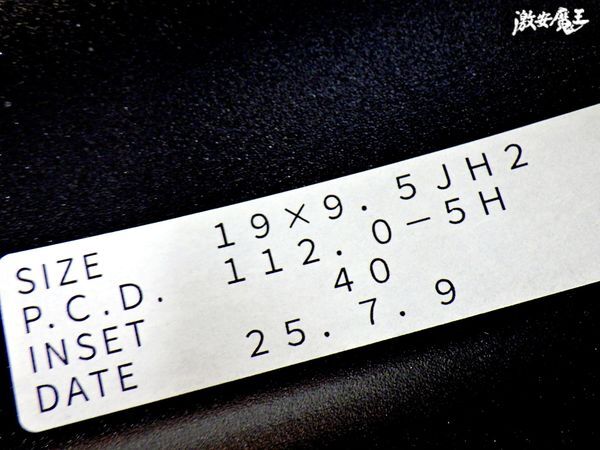 激安魔王
SIZE 19×9.5JH2
P.C.D. 112.0-5H
INSET 40
DATE 25.7.9